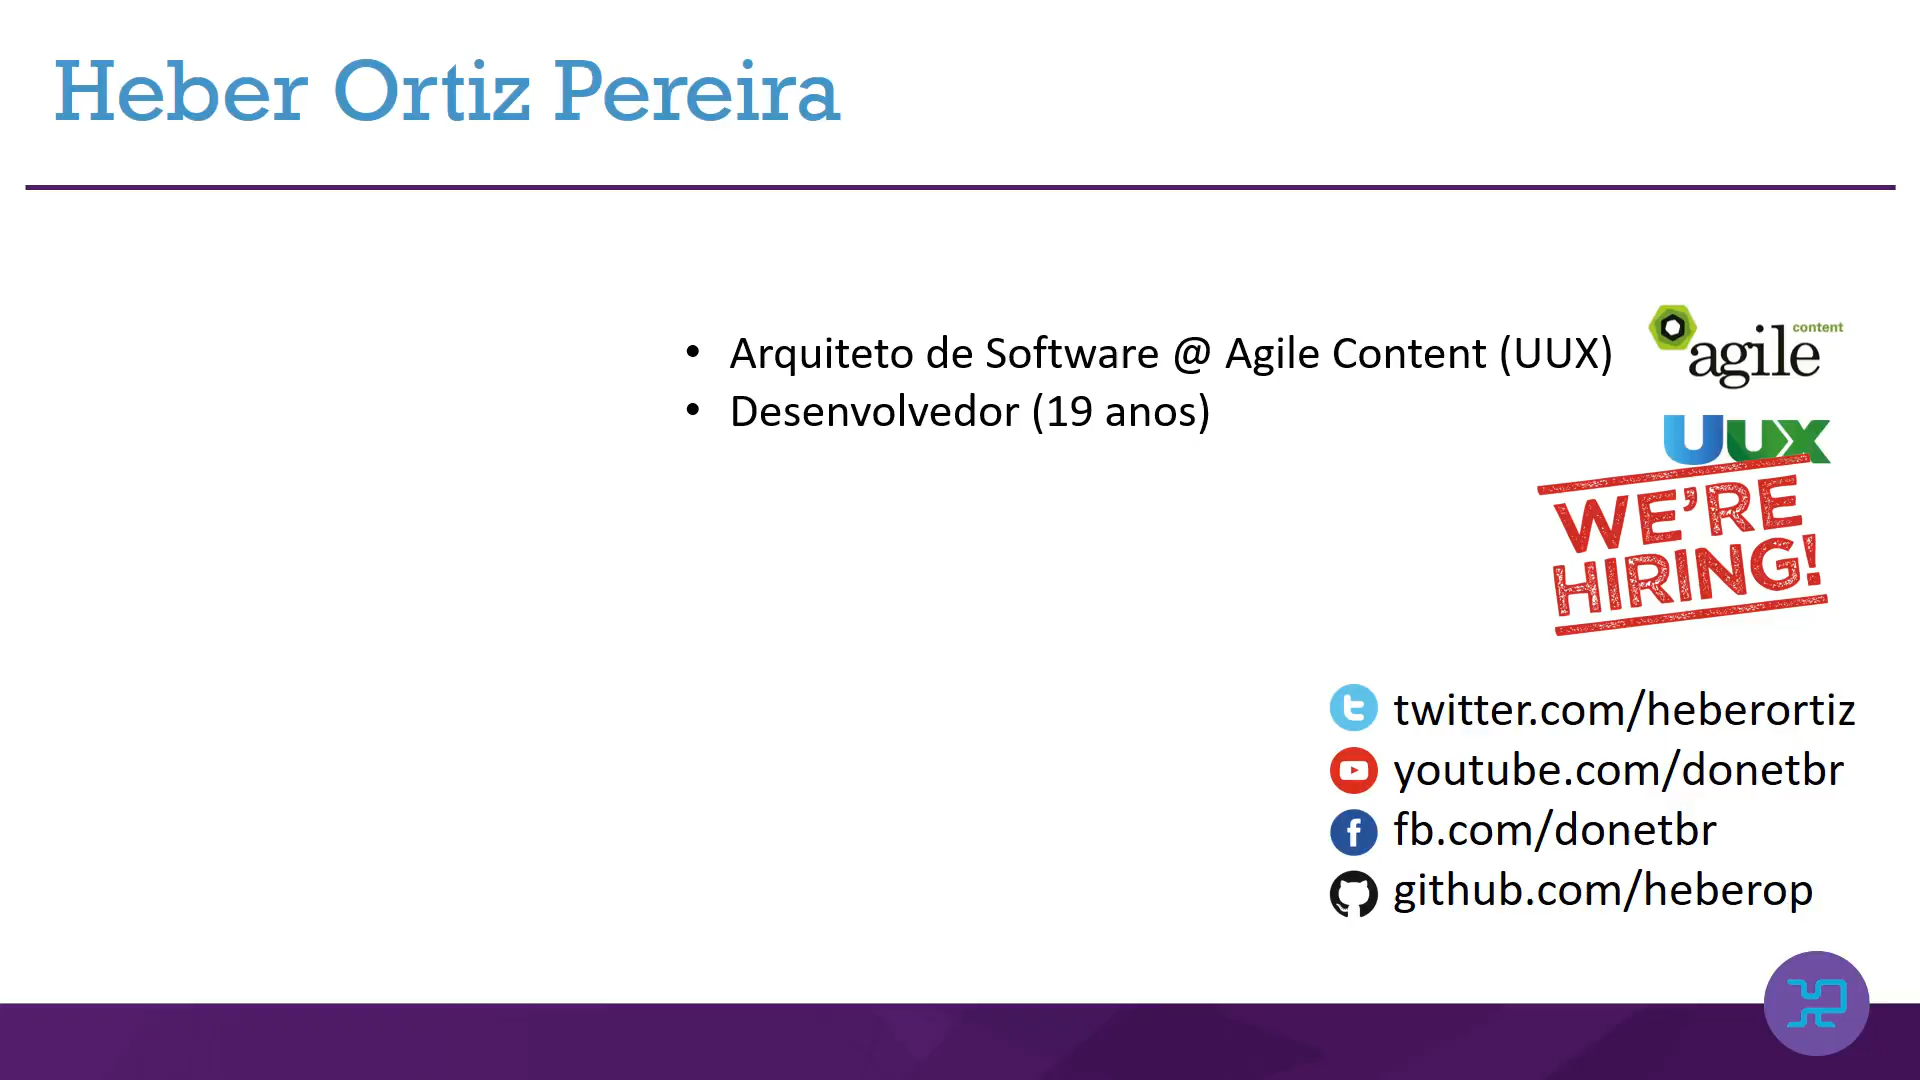 Heber Ortiz Pereira
• Arquiteto de Software @ Agile Content (UUX)
• Desenvolvedor (19 anos)
content
agile
UUX
WE'RE
HIRING!
twitter.com/heberortiz
youtube.com/donetbr
fb.com/donetbr
github.com/heberop